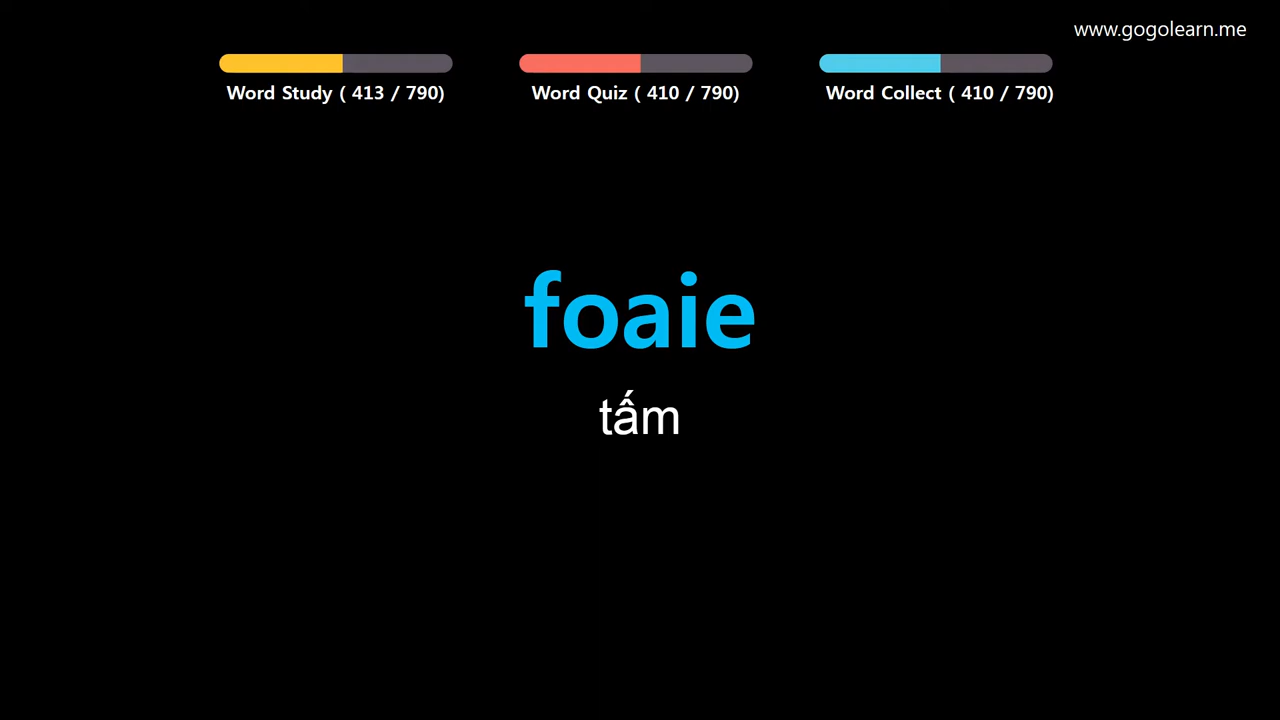 www.gogolearn.me
Word Study ( 413 / 790)
Word Quiz ( 410 / 790)
Word Collect ( 410 / 790)
foaie
tấm